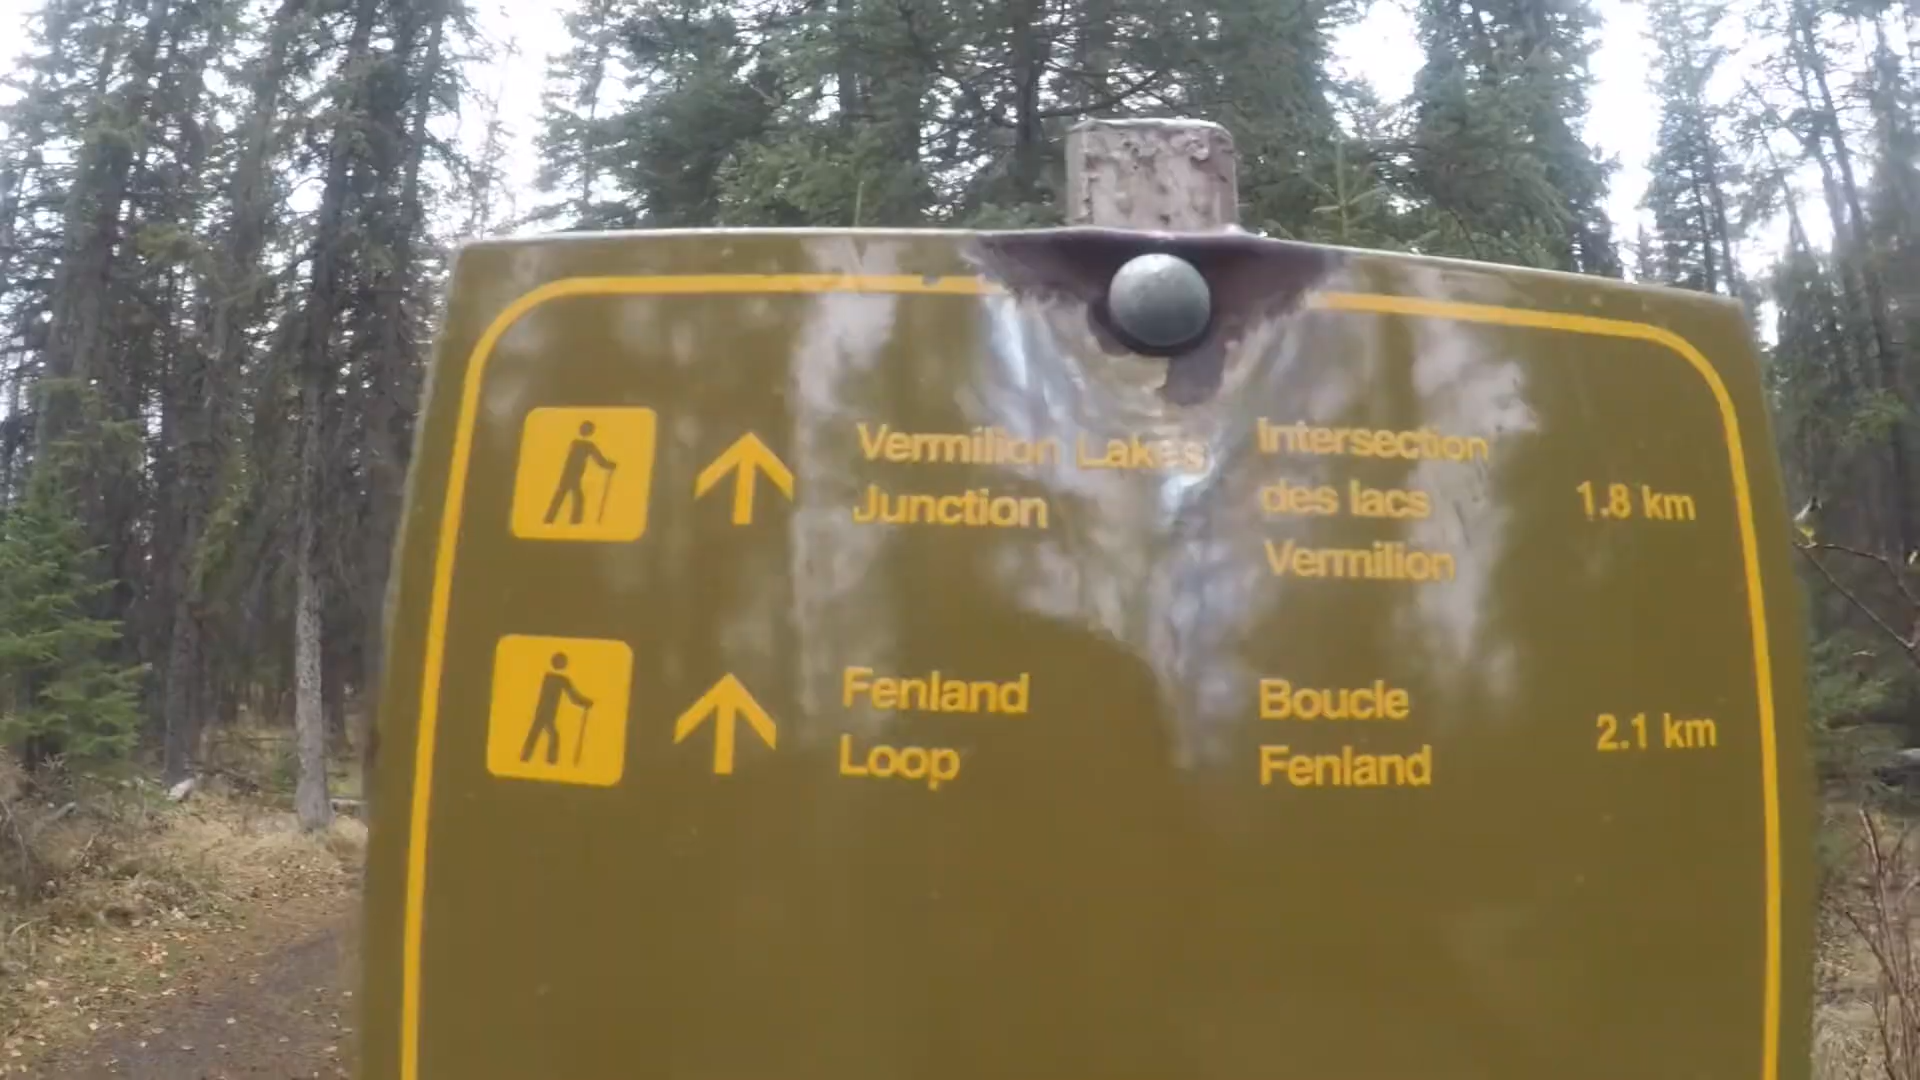 Vermilion Lakes
Junction
Intersection
des lacs
Vermilion
1.8 km
Fenland
Loop
Boucle
Fenland
2.1 km